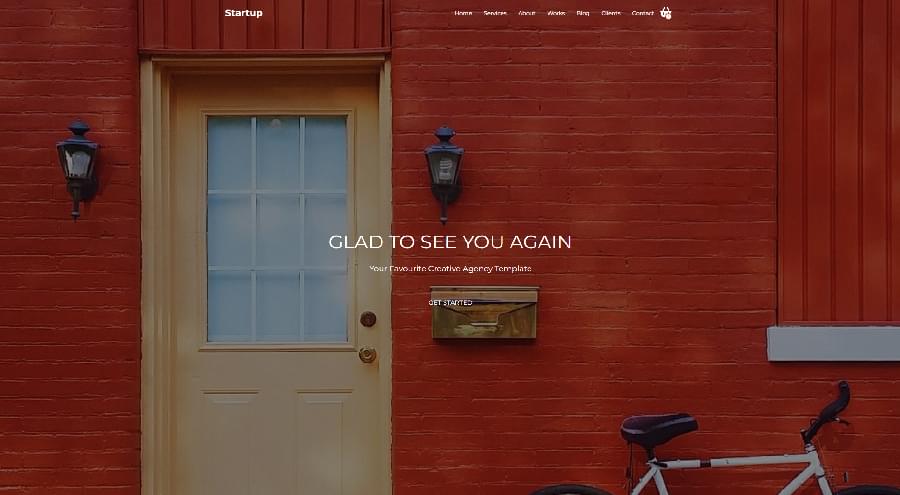 Startup
Home Services About Works Blog Clients Contact
GLAD TO SEE YOU AGAIN
Your Favourite Creative Agency Template
GET STARTED